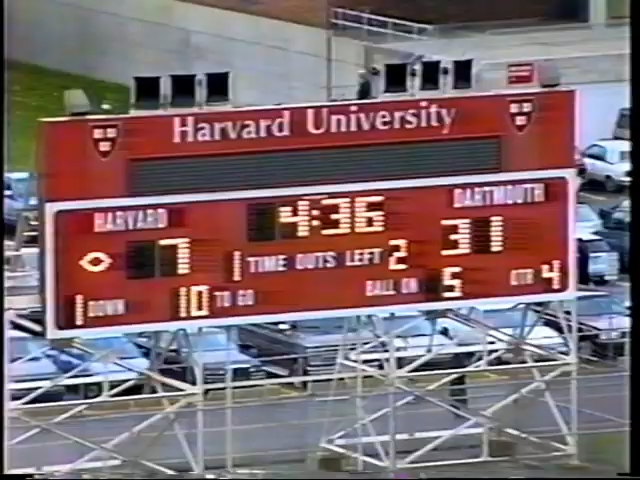 Harvard University
HARVARD 4:36 DARTMOUTH
7 1 TIME OUTS LEFT 2 31
1 DOWN 10 TO GO BALL ON 5 QTR 4